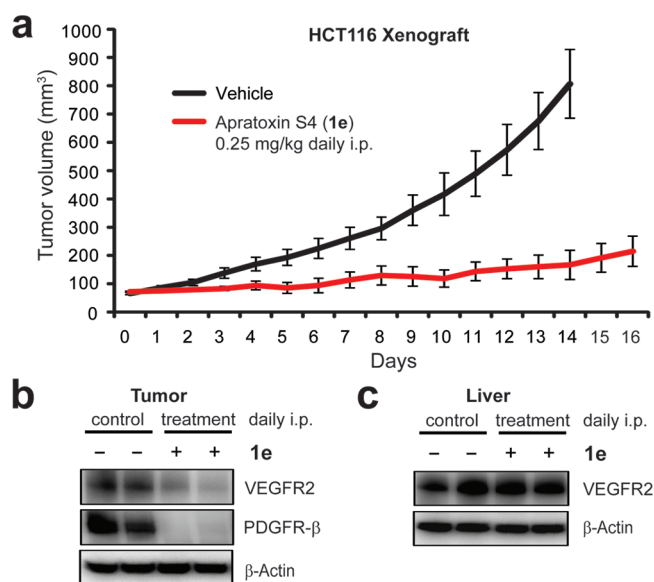 a
HCT116 Xenograft
Tumor volume (mm³)
1000
900
800
700
600
500
400
300
200
100
0
Vehicle
Apratoxin S4 (1e)
0.25 mg/kg daily i.p.
0 1 2 3 4 5 6 7 8 9 10 11 12 13 14 15 16
Days
b
Tumor
control treatment daily i.p.
– – + + 1e
VEGFR2
PDGFR-β
β-Actin
c
Liver
control treatment daily i.p.
– – + + 1e
VEGFR2
β-Actin